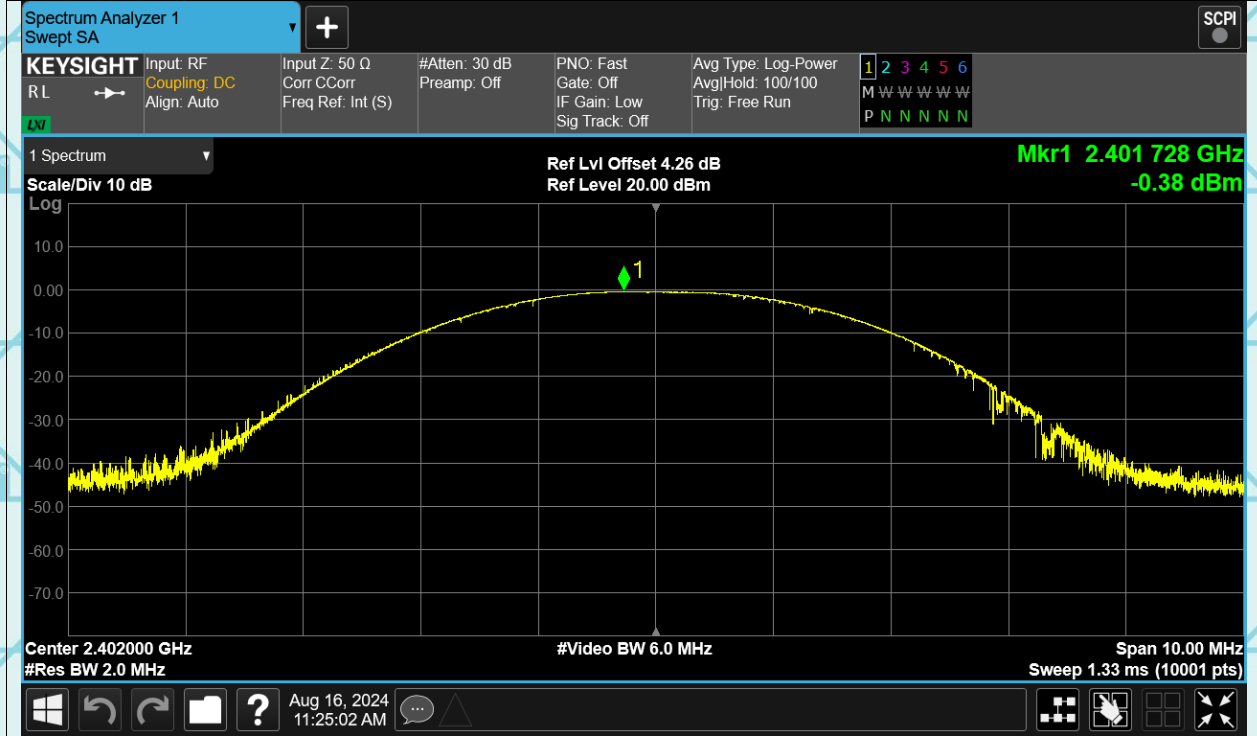 Spectrum Analyzer 1
Swept SA
SCPI
KEYSIGHT
R L
LXI
Input: RF
Coupling: DC
Align: Auto
Input Z: 50 Ω
Corr CCorr
Freq Ref: Int (S)
#Atten: 30 dB
Preamp: Off
PNO: Fast
Gate: Off
IF Gain: Low
Sig Track: Off
Avg Type: Log-Power
Avg|Hold: 100/100
Trig: Free Run
1 2 3 4 5 6
M W W W W W
P N N N N N
1 Spectrum
Scale/Div 10 dB
Log
Ref Lvl Offset 4.26 dB
Ref Level 20.00 dBm
Mkr1 2.401 728 GHz
-0.38 dBm
1
10.0
0.00
-10.0
-20.0
-30.0
-40.0
-50.0
-60.0
-70.0
Center 2.402000 GHz
#Res BW 2.0 MHz
#Video BW 6.0 MHz
Span 10.00 MHz
Sweep 1.33 ms (10001 pts)
?
Aug 16, 2024
11:25:02 AM